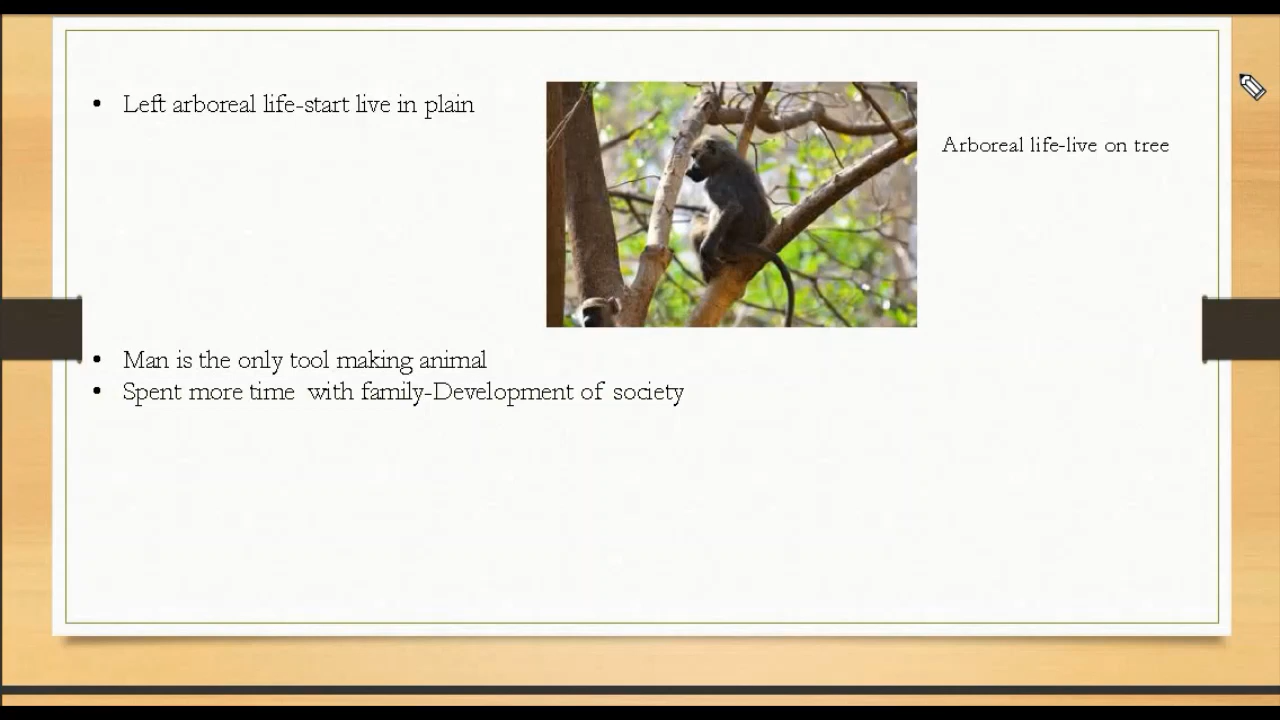 • Left arboreal life-start live in plain
Arboreal life-live on tree
• Man is the only tool making animal
• Spent more time with family-Development of society